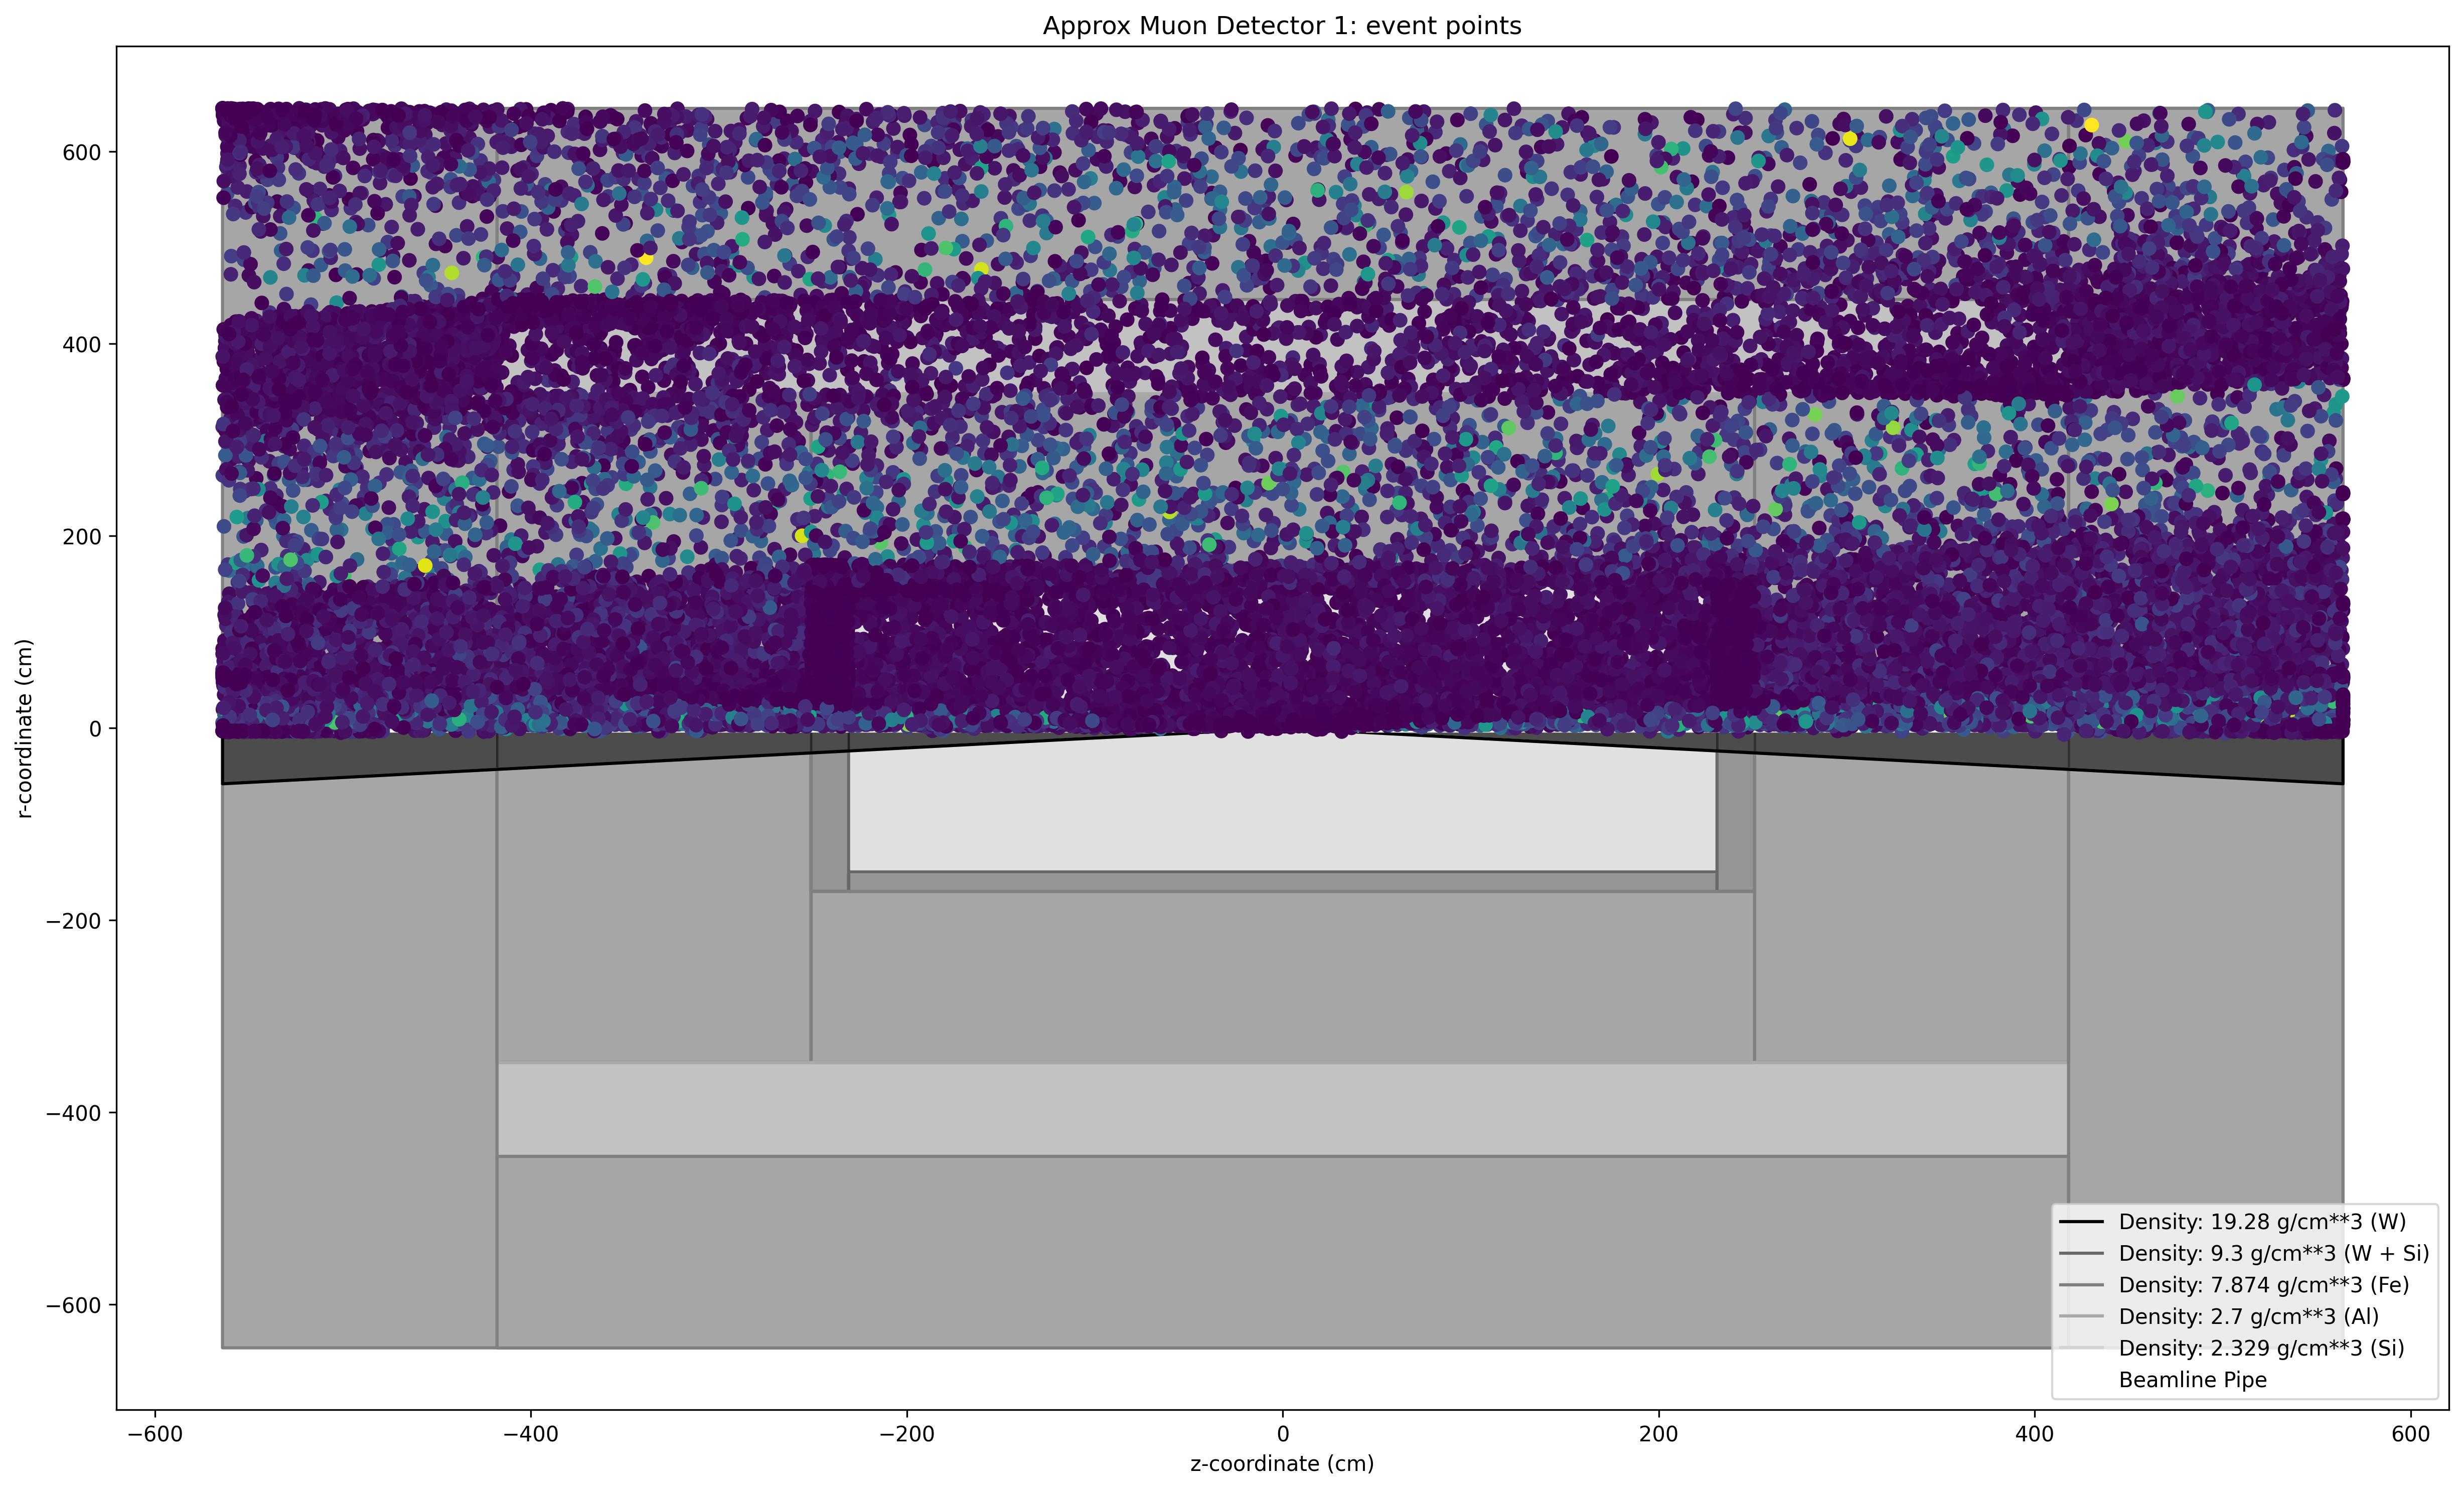 Approx Muon Detector 1: event points
r-coordinate (cm)
600
400
200
0
−200
−400
−600
−600
−400
−200
0
200
400
600
z-coordinate (cm)
Density: 19.28 g/cm**3 (W)
Density: 9.3 g/cm**3 (W + Si)
Density: 7.874 g/cm**3 (Fe)
Density: 2.7 g/cm**3 (Al)
Density: 2.329 g/cm**3 (Si)
Beamline Pipe